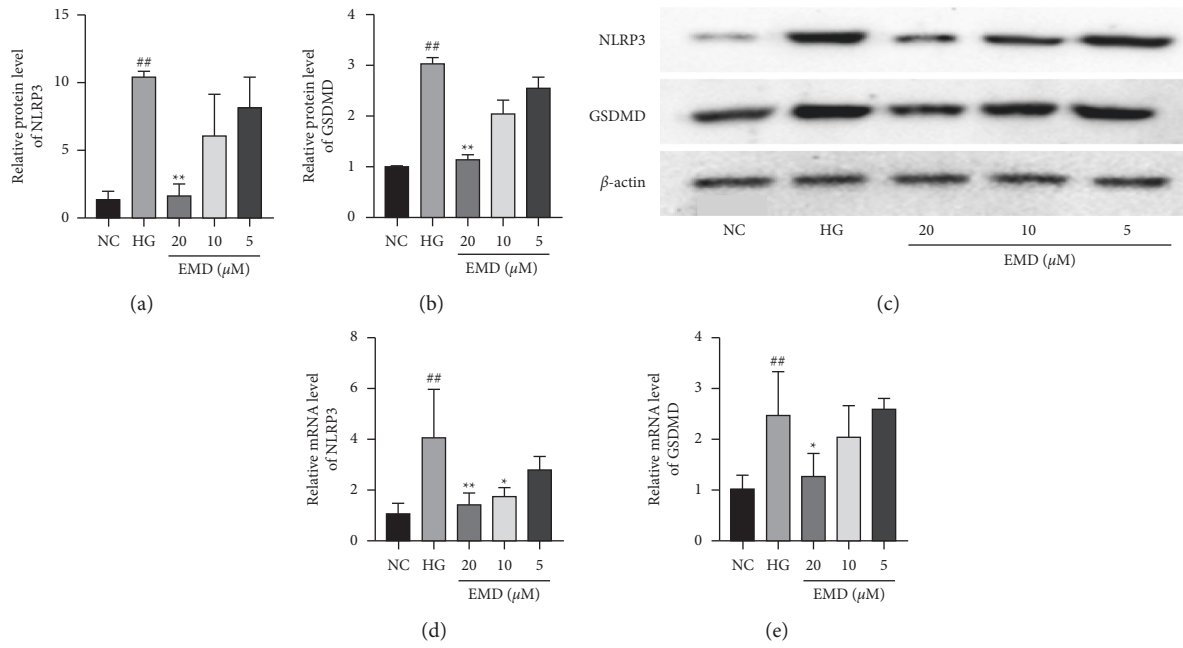 Relative protein level
of NLRP3
15
10
5
0
##
**
NC HG 20 10 5
EMD (µM)
(a)
Relative protein level
of GSDMD
4
3
2
1
0
##
**
NC HG 20 10 5
EMD (µM)
(b)
NLRP3
GSDMD
β-actin
NC HG 20 10 5
EMD (µM)
(c)
Relative mRNA level
of NLRP3
8
6
4
2
0
##
** *
NC HG 20 10 5
EMD (µM)
(d)
Relative mRNA level
of GSDMD
4
3
2
1
0
##
*
NC HG 20 10 5
EMD (µM)
(e)